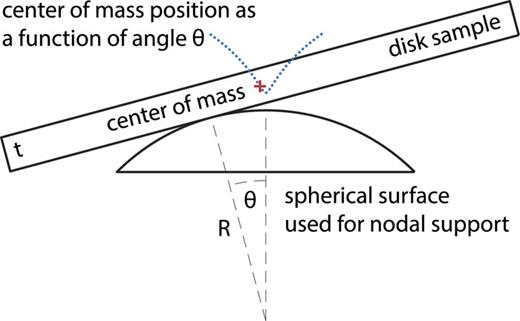 center of mass position as
a function of angle θ
disk sample
center of mass
t
θ
R
spherical surface
used for nodal support